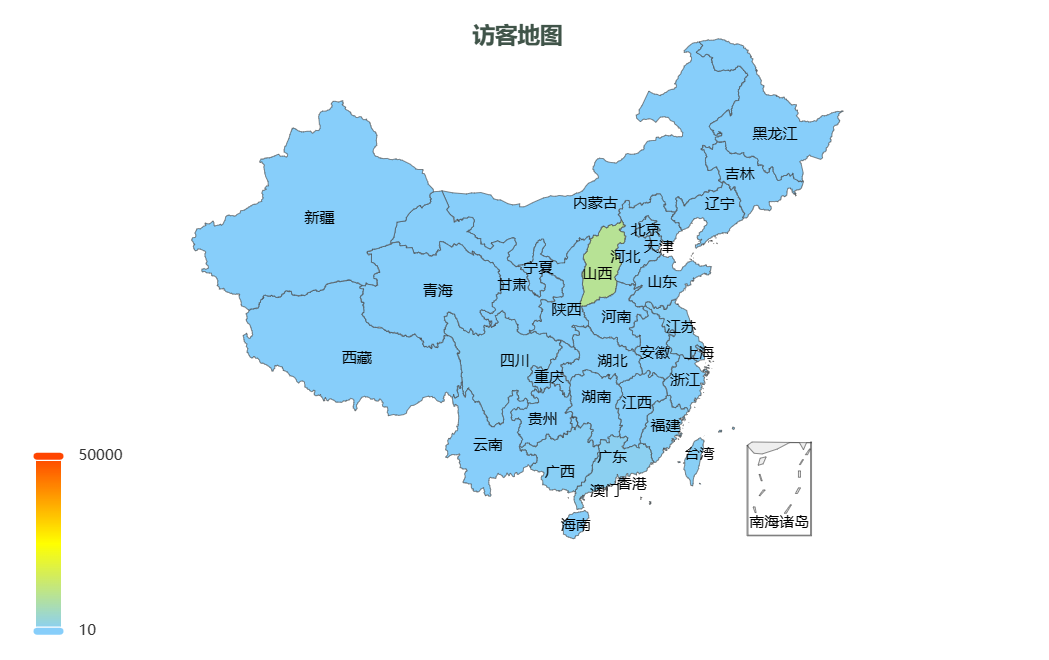 访客地图
黑龙江
吉林
辽宁
内蒙古
新疆
北京
天津
河北
宁夏
山西
甘肃
山东
青海
陕西
河南
江苏
西藏
四川
湖北
安徽
上海
重庆
浙江
湖南
江西
贵州
福建
云南
台湾
广东
广西
香港
澳门
南海诸岛
海南
50000
10